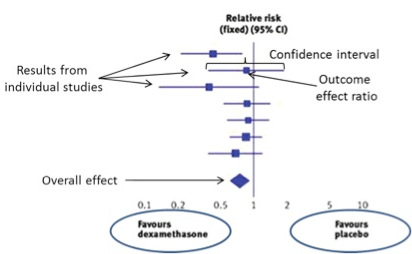 Relative risk
(fixed) (95% CI)
Confidence interval
Results from
individual studies
Outcome
effect ratio
Overall effect
0.1 0.2 0.5 1 2 5 10
Favours
dexamethasone
Favours
placebo